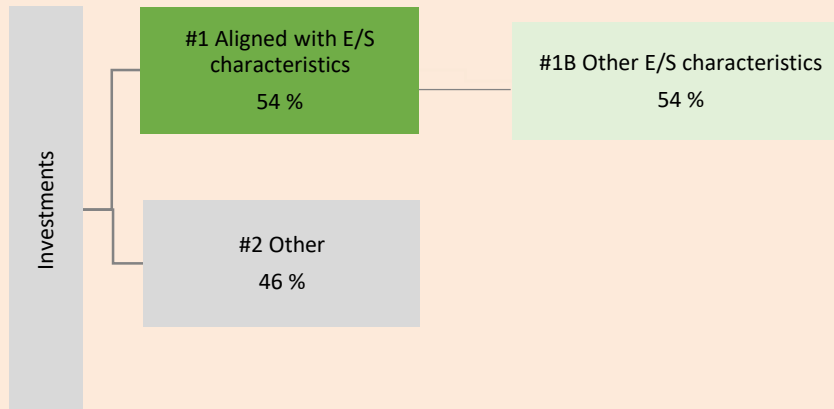 Investments
#1 Aligned with E/S
characteristics
54 %
#1B Other E/S characteristics
54 %
#2 Other
46 %